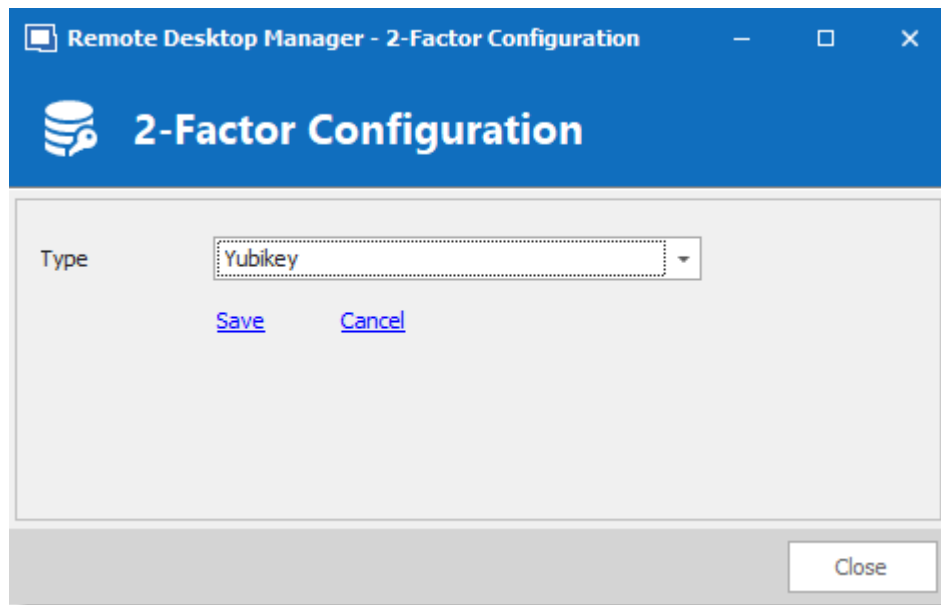 Remote Desktop Manager - 2-Factor Configuration
2-Factor Configuration
Type Yubikey
Save Cancel
Close